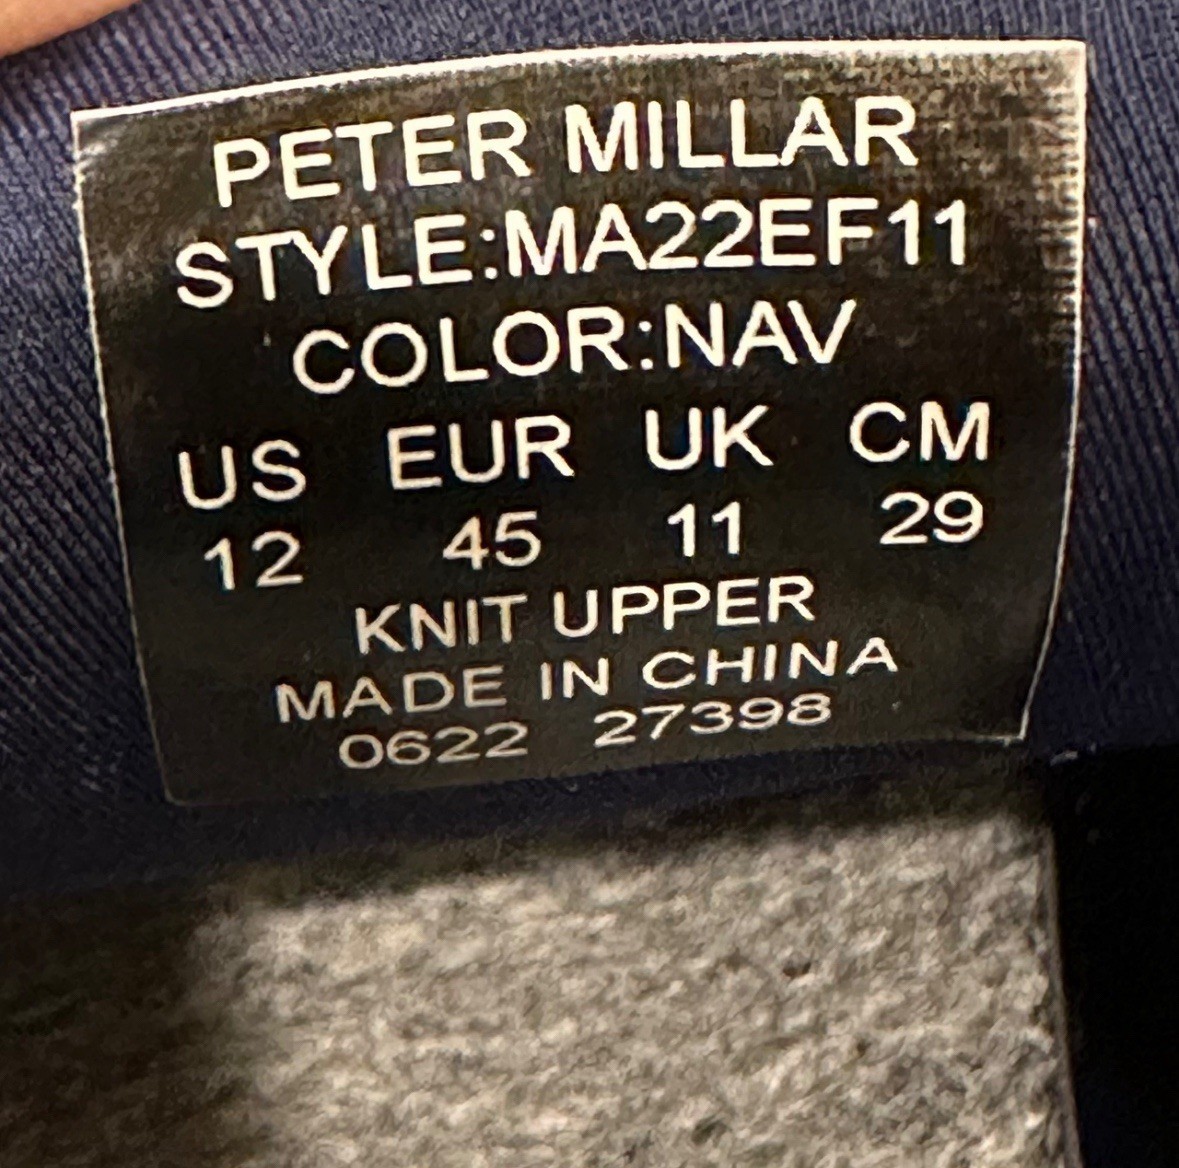 PETER MILLAR
STYLE:MA22EF11
COLOR:NAV
US EUR UK CM
12 45 11 29
KNIT UPPER
MADE IN CHINA
0622 27398